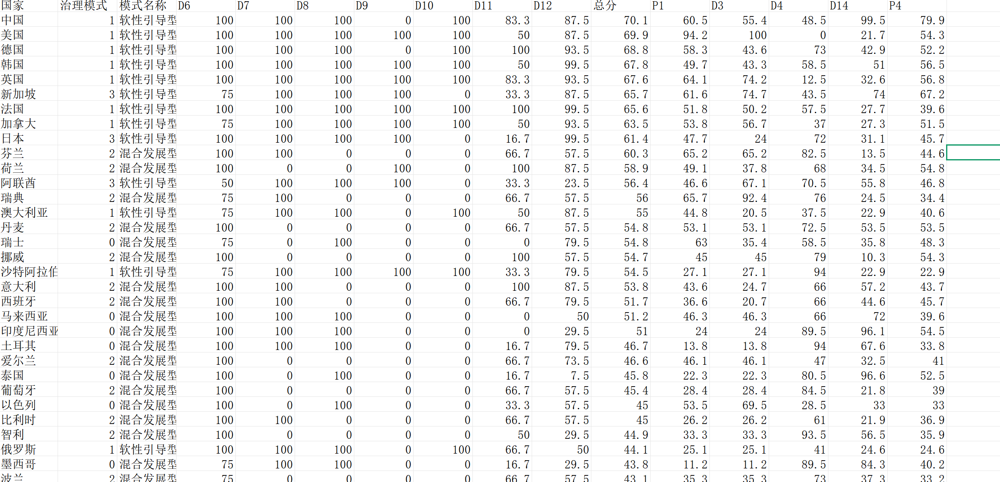 国家 治理模式 模式名称 D6 D7 D8 D9 D10 D11 D12 总分 P1 D3 D4 D14 P4
中国 1 软性引导型 100 100 100 0 100 83.3 87.5 70.1 60.5 55.4 48.5 99.5 79.9
美国 1 软性引导型 100 100 100 100 100 50 87.5 69.9 94.2 100 0 21.7 54.3
德国 1 软性引导型 100 100 100 0 100 100 93.5 68.8 58.3 43.6 73 42.9 52.2
韩国 1 软性引导型 100 100 100 100 100 50 99.5 67.8 49.7 43.3 58.5 51 56.5
英国 1 软性引导型 100 100 100 100 100 83.3 93.5 67.6 64.1 74.2 12.5 32.6 56.8
新加坡 3 软性引导型 75 100 100 100 0 33.3 87.5 65.7 61.6 74.7 43.5 74 67.2
法国 1 软性引导型 100 100 100 100 100 100 99.5 65.6 51.8 50.2 57.5 27.7 39.6
加拿大 1 软性引导型 75 100 100 100 100 50 93.5 63.5 53.8 56.7 37 27.3 51.5
日本 3 软性引导型 100 100 100 100 0 16.7 99.5 61.4 47.7 24 72 31.1 45.7
芬兰 2 混合发展型 100 100 0 0 0 66.7 57.5 60.3 65.2 65.2 82.5 13.5 44.6
荷兰 2 混合发展型 100 0 0 100 0 100 87.5 58.9 49.1 37.8 68 34.5 54.8
阿联酋 3 软性引导型 50 100 100 100 0 33.3 23.5 56.4 46.6 67.1 70.5 55.8 46.8
瑞典 2 混合发展型 75 100 0 0 0 66.7 57.5 56 65.7 92.4 76 24.5 34.4
澳大利亚 1 软性引导型 75 100 100 0 100 50 87.5 55 44.8 20.5 37.5 22.9 40.6
丹麦 2 混合发展型 100 0 0 0 0 66.7 57.5 54.8 53.1 53.1 72.5 53.5 53.5
瑞士 0 混合发展型 75 0 100 0 0 0 79.5 54.8 63 35.4 58.5 35.8 48.3
挪威 2 混合发展型 100 0 0 0 0 100 57.5 54.7 45 45 79 10.3 54.3
沙特阿拉伯 1 软性引导型 75 100 100 100 100 33.3 79.5 54.5 27.1 27.1 94 22.9 22.9
意大利 2 混合发展型 100 100 0 0 0 100 87.5 53.8 43.6 24.7 66 57.2 43.7
西班牙 2 混合发展型 100 100 0 0 0 66.7 79.5 51.7 36.6 20.7 66 44.6 45.7
马来西亚 0 混合发展型 100 100 100 0 0 0 50 51.2 46.3 46.3 66 72 39.6
印度尼西亚 0 混合发展型 100 100 100 0 0 0 29.5 51 24 24 89.5 96.1 54.5
土耳其 0 混合发展型 100 100 100 0 0 16.7 79.5 46.7 13.8 13.8 94 67.6 33.8
爱尔兰 2 混合发展型 100 0 0 0 0 66.7 73.5 46.6 46.1 46.1 47 32.5 41
泰国 0 混合发展型 100 0 100 0 0 16.7 7.5 45.8 22.3 22.3 80.5 96.6 52.5
葡萄牙 2 混合发展型 100 0 0 0 0 66.7 57.5 45.4 28.4 28.4 84.5 21.8 39
以色列 0 混合发展型 100 0 100 0 0 33.3 57.5 45 53.5 69.5 28.5 33 33
比利时 2 混合发展型 100 100 0 0 0 66.7 57.5 45 26.2 26.2 61 21.9 36.9
智利 2 混合发展型 100 0 0 0 0 50 29.5 44.9 33.3 33.3 93.5 56.5 35.9
俄罗斯 1 软性引导型 100 100 100 0 100 66.7 50 44.1 25.1 25.1 41 24.6 24.6
墨西哥 0 混合发展型 75 100 100 0 0 16.7 29.5 43.8 11.2 11.2 89.5 84.3 40.2
波兰 2 混合发展型 75 0 0 0 0 66.7 57.5 43.1 35.3 35.3 73 37.3 33.2